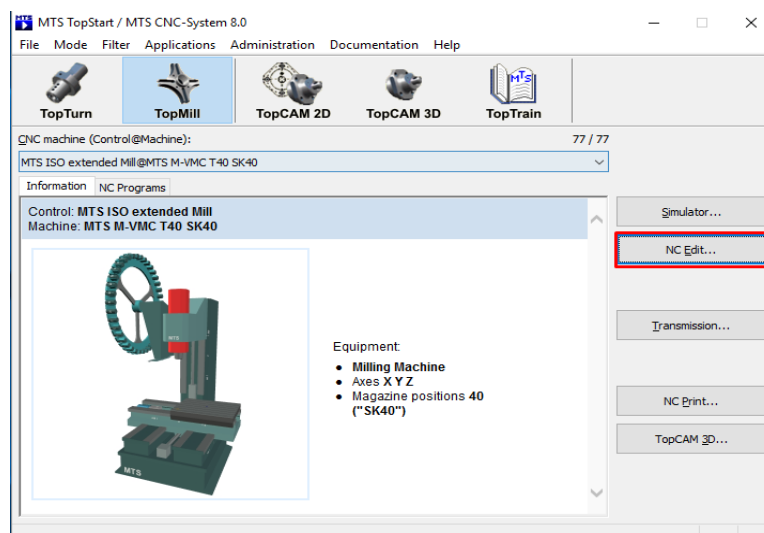 MTS TopStart / MTS CNC-System 8.0
File Mode Filter Applications Administration Documentation Help
MTS
TopTurn TopMill TopCAM 2D TopCAM 3D TopTrain
CNC machine (Control@Machine): 77 / 77
MTS ISO extended Mill@MTS M-VMC T40 SK40
Information NC Programs
Control: MTS ISO extended Mill
Machine: MTS M-VMC T40 SK40
Simulator...
NC Edit...
Transmission...
NC Print...
TopCAM 3D...
MTS
Equipment:
• Milling Machine
• Axes X Y Z
• Magazine positions 40
("SK40")
MTS